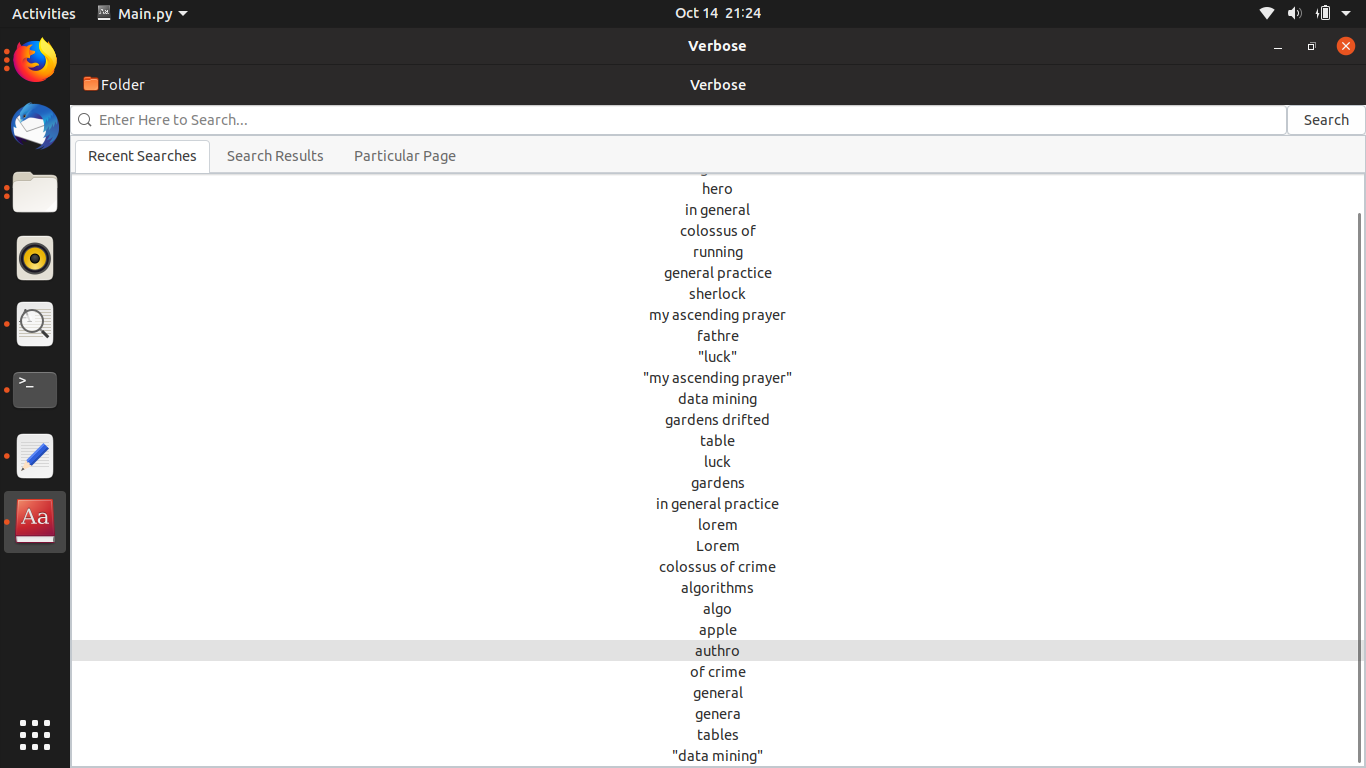 Activities Main.py Oct 14 21:24
Verbose
Folder Verbose
Enter Here to Search... Search
Recent Searches Search Results Particular Page
hero
in general
colossus of
running
general practice
sherlock
my ascending prayer
fathre
"luck"
"my ascending prayer"
data mining
gardens drifted
table
luck
gardens
in general practice
lorem
Lorem
colossus of crime
algorithms
algo
apple
authro
of crime
general
genera
tables
"data mining"
>_
Aa